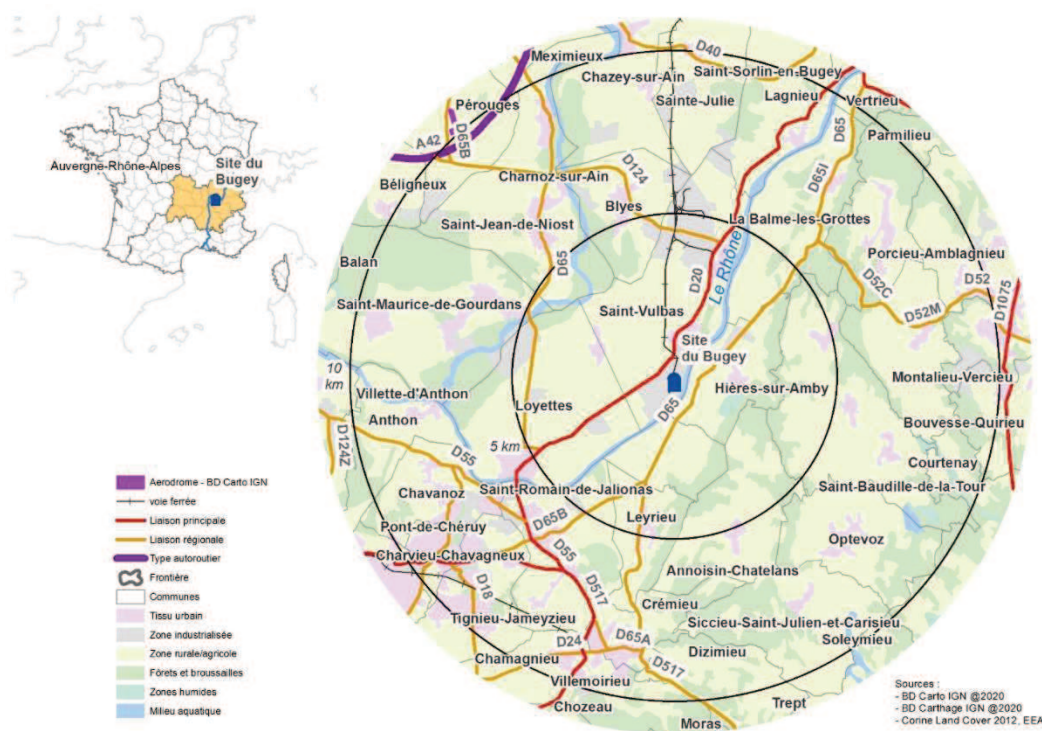 Auvergne-Rhône-Alpes
Site du
Bugey
D40
Meximieux
Chazey-sur-Ain
Saint-Sorlin-en-Bugey
Sainte-Julie
Lagnieu
Pérouges
Vertrieu
D65B
D65
A42
Parmilieu
Béligneux
Charnoz-sur-Ain
D124
D65I
Blyes
Saint-Jean-de-Niost
La Balme-les-Grottes
Balan
D65
D20
Le Rhône
Porcieu-Amblagnieu
D52C
D52
D1075
Saint-Maurice-de-Gourdans
Saint-Vulbas
D52M
Site
du Bugey
10
km
Villette-d'Anthon
Hières-sur-Amby
Montalieu-Vercieu
Loyettes
D65
Anthon
Bouvesse-Quirieu
5 km
D124Z
D55
Courtenay
Chavanoz
Saint-Romain-de-Jalionas
Saint-Baudille-de-la-Tour
Leyrieu
Pont-de-Chéruy
D65B
Optevoz
Charvieu-Chavagneux
D55
Annoisin-Chatelans
D18
D517
Crémieu
Tignieu-Jameyzieu
Siccieu-Saint-Julien-et-Carisieu
D24
D65A
Soleymieu
Chamagnieu
D517
Dizimieu
Villemoirieu
Chozeau
Trept
Moras
Aerodrome - BD Carto IGN
voie ferrée
Liaison principale
Liaison régionale
Type autoroutier
Frontière
Communes
Tissu urbain
Zone industrialisée
Zone rurale/agricole
Fôrets et broussailles
Zones humides
Milieu aquatique
Sources :
- BD Carto IGN @2020
- BD Carthage IGN @2020
- Corine Land Cover 2012, EEA